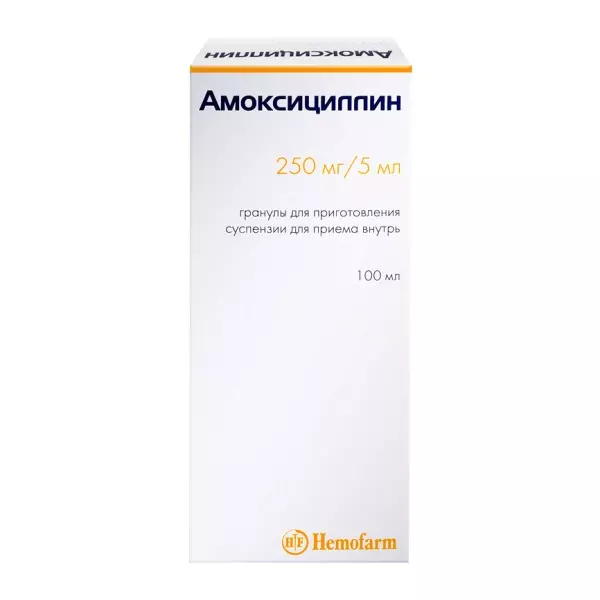 Амоксициллин
Амоксициллин
250 мг/5 мл
гранулы для приготовления
суспензии для приема внутрь
100 мл
HF Hemofarm